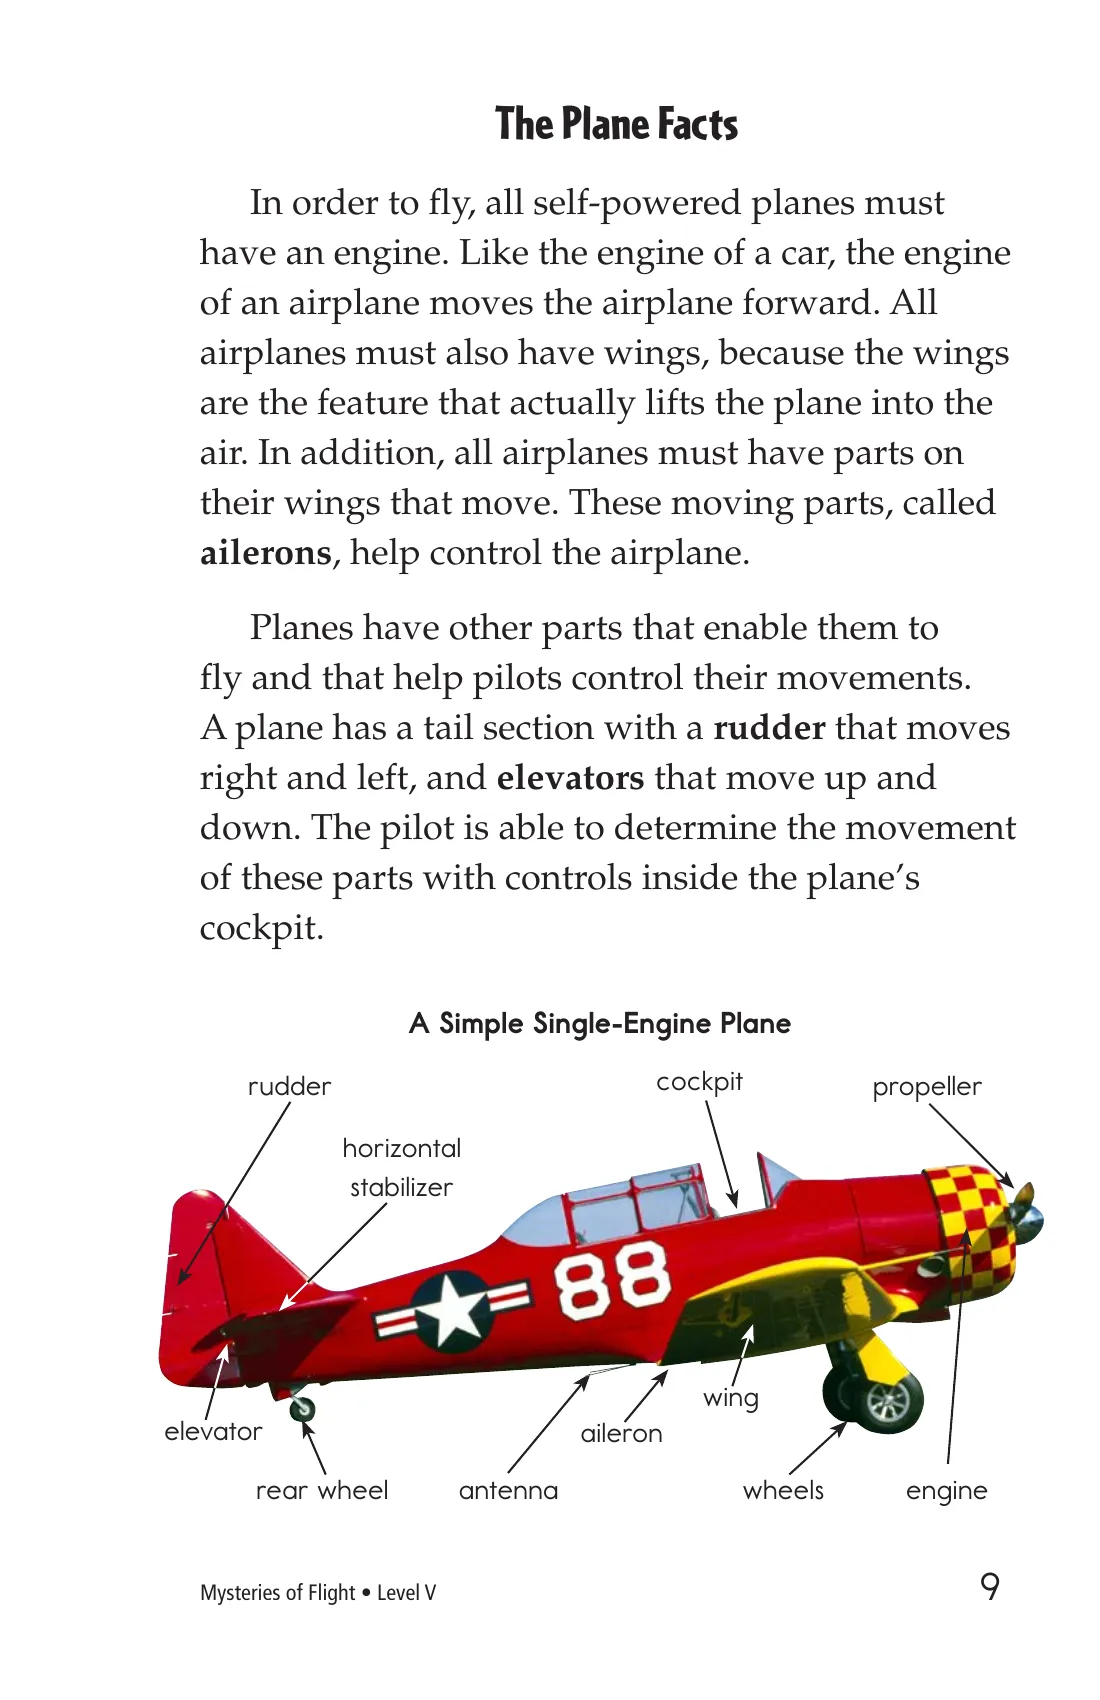 The Plane Facts
In order to fly, all self-powered planes must
have an engine. Like the engine of a car, the engine
of an airplane moves the airplane forward. All
airplanes must also have wings, because the wings
are the feature that actually lifts the plane into the
air. In addition, all airplanes must have parts on
their wings that move. These moving parts, called
ailerons, help control the airplane.
Planes have other parts that enable them to
fly and that help pilots control their movements.
A plane has a tail section with a rudder that moves
right and left, and elevators that move up and
down. The pilot is able to determine the movement
of these parts with controls inside the plane's
cockpit.
A Simple Single-Engine Plane
rudder
cockpit
propeller
horizontal
stabilizer
88
wing
elevator
aileron
rear wheel
antenna
wheels
engine
Mysteries of Flight • Level V
9